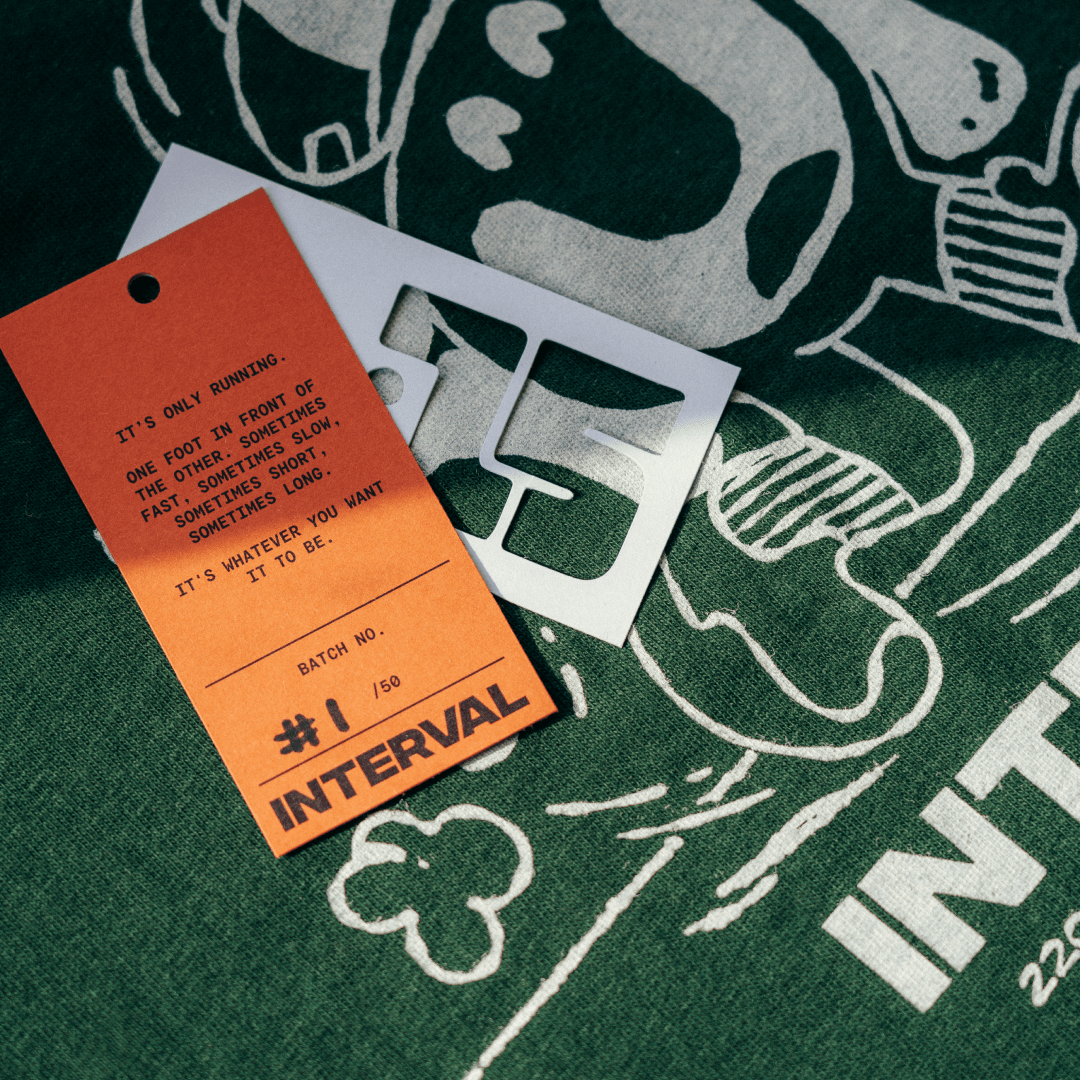 IT'S ONLY RUNNING.
ONE FOOT IN FRONT OF
THE OTHER. SOMETIMES
FAST, SOMETIMES SLOW,
SOMETIMES SHORT,
SOMETIMES LONG.
IT'S WHATEVER YOU WANT
IT TO BE.
BATCH NO.
#1 /50
INTERVAL
INT
220